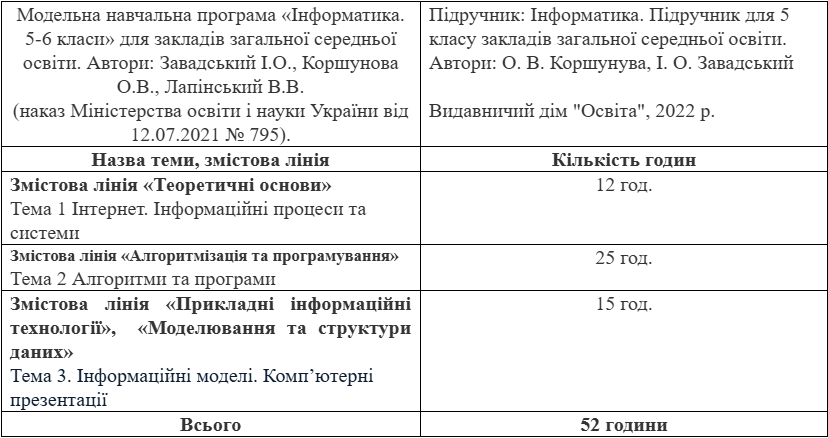 Модельна навчальна програма «Інформатика.
5-6 класи» для закладів загальної середньої
освіти. Автори: Завадський І.О., Коршунова
О.В., Лапінський В.В.
(наказ Міністерства освіти і науки України від
12.07.2021 № 795).
Підручник: Інформатика. Підручник для 5
класу закладів загальної середньої освіти.
Автори: О. В. Коршунува, І. О. Завадський
Видавничий дім "Освіта", 2022 р.
Назва теми, змістова лінія
Кількість годин
Змістова лінія «Теоретичні основи»
Тема 1 Інтернет. Інформаційні процеси та
системи
12 год.
Змістова лінія «Алгоритмізація та програмування»
Тема 2 Алгоритми та програми
25 год.
Змістова лінія «Прикладні інформаційні
технології», «Моделювання та структури
даних»
Тема 3. Інформаційні моделі. Комп’ютерні
презентації
15 год.
Всього
52 години